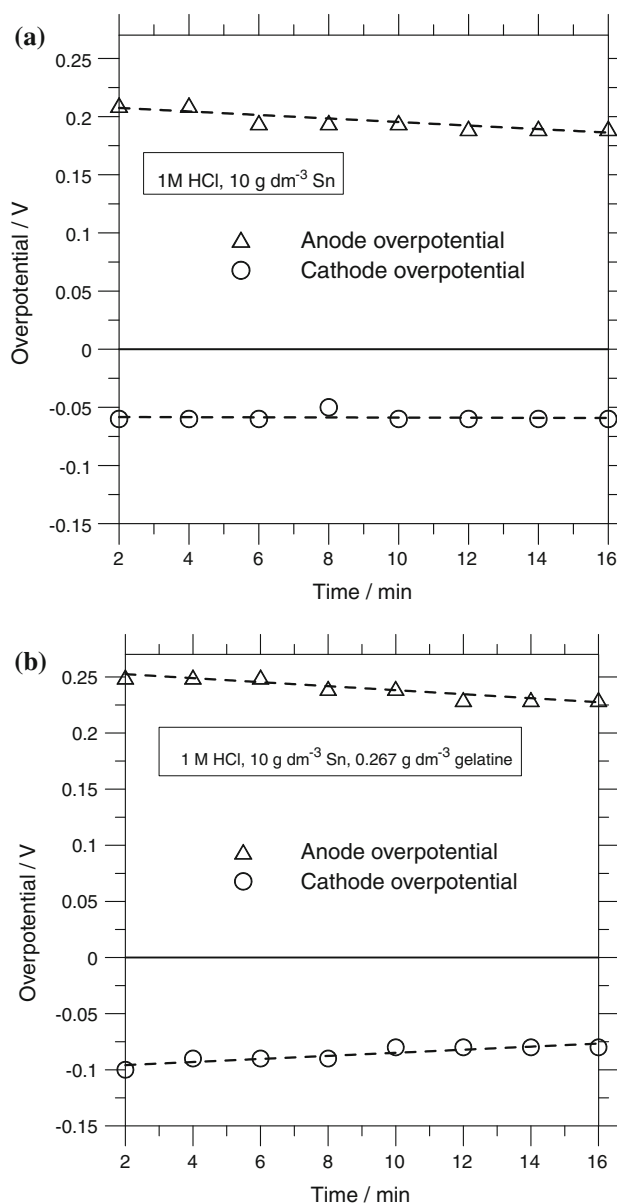 (a)
0.25
0.2
0.15
0.1
0.05
0
-0.05
-0.1
-0.15
Overpotential / V
1M HCl, 10 g dm⁻³ Sn
Anode overpotential
Cathode overpotential
2 4 6 8 10 12 14 16
Time / min
(b)
0.25
0.2
0.15
0.1
0.05
0
-0.05
-0.1
-0.15
Overpotential / V
1 M HCl, 10 g dm⁻³ Sn, 0.267 g dm⁻³ gelatine
Anode overpotential
Cathode overpotential
2 4 6 8 10 12 14 16
Time / min